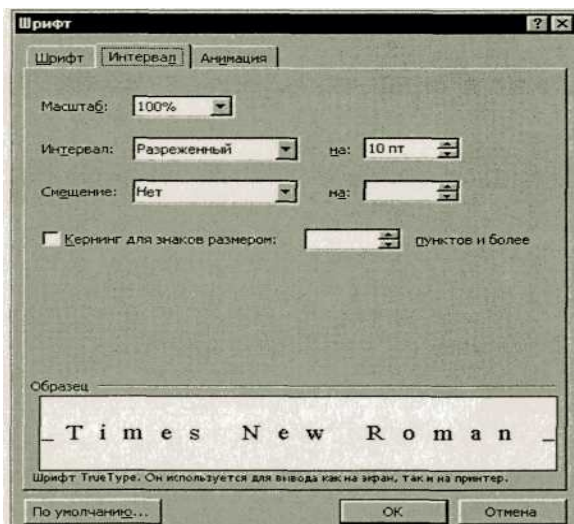 Шрифт
Шрифт Интервал Анимация
Масштаб: 100%
Интервал: Разреженный на: 10 пт
Смещение: Нет на:
Кернинг для знаков размером: пунктов и более
Образец
Times New Roman
Шрифт TrueType. Он используется для вывода как на экран, так и на принтер.
По умолчанию... ОК Отмена